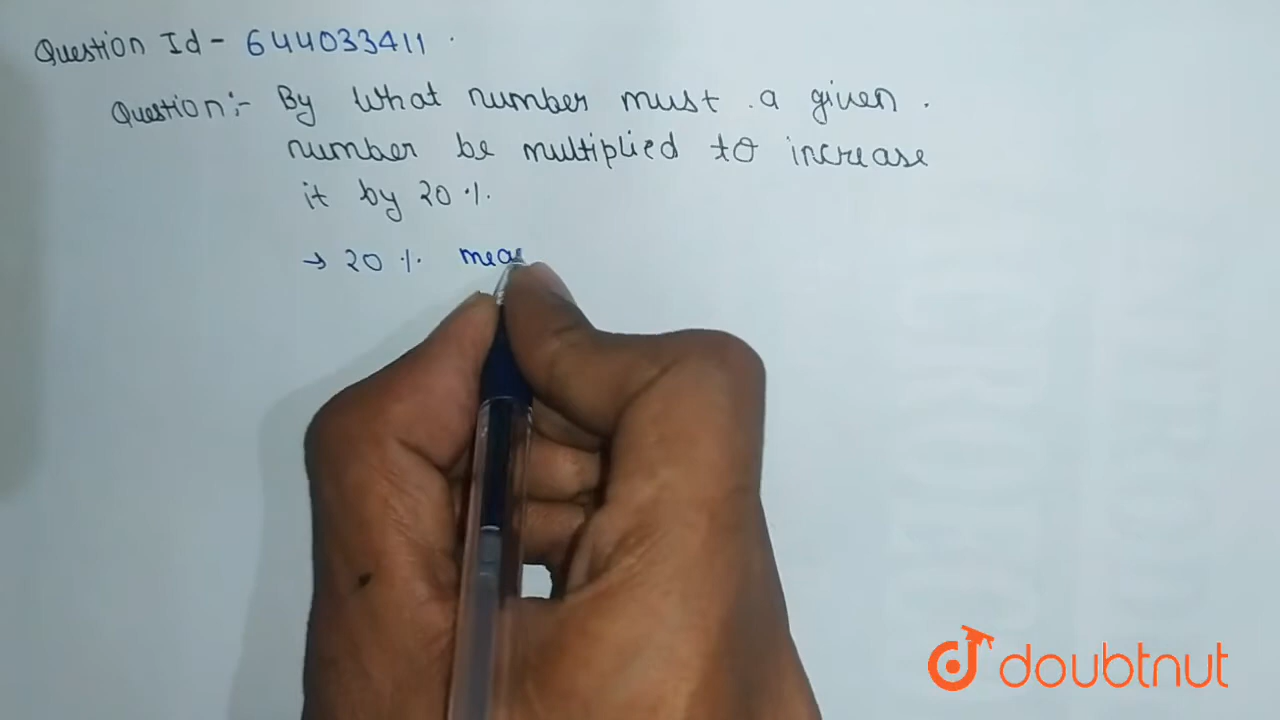 Question Id - 644033411
Question:- By What number must a given
number be multiplied to increase
it by 20%.
→ 20% mea
doubtnut